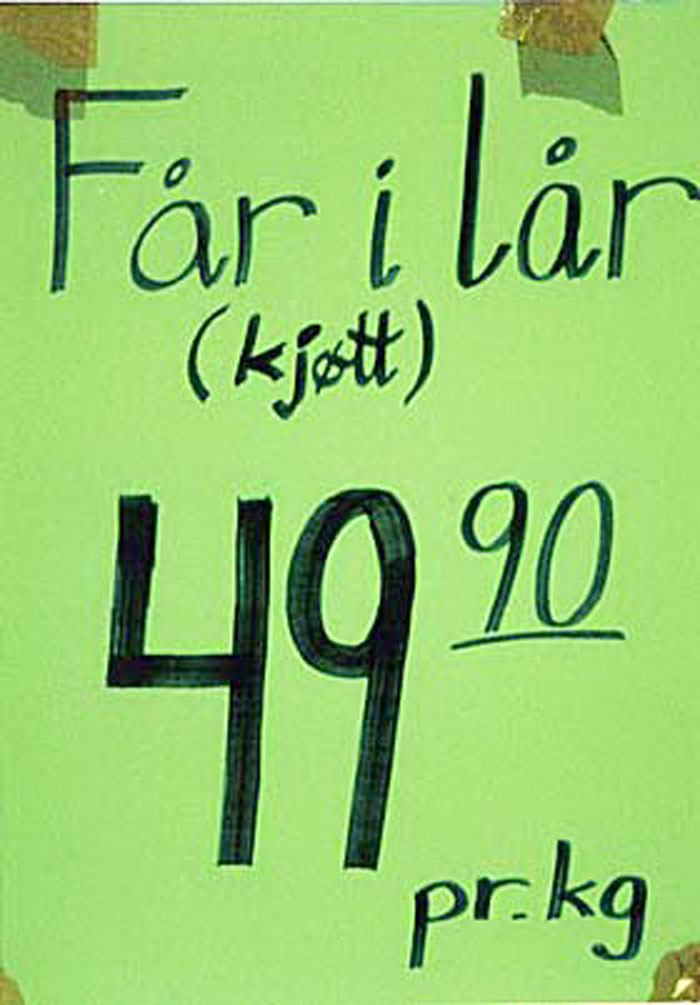 Får i lår
(kjøtt)
49 90
pr. kg